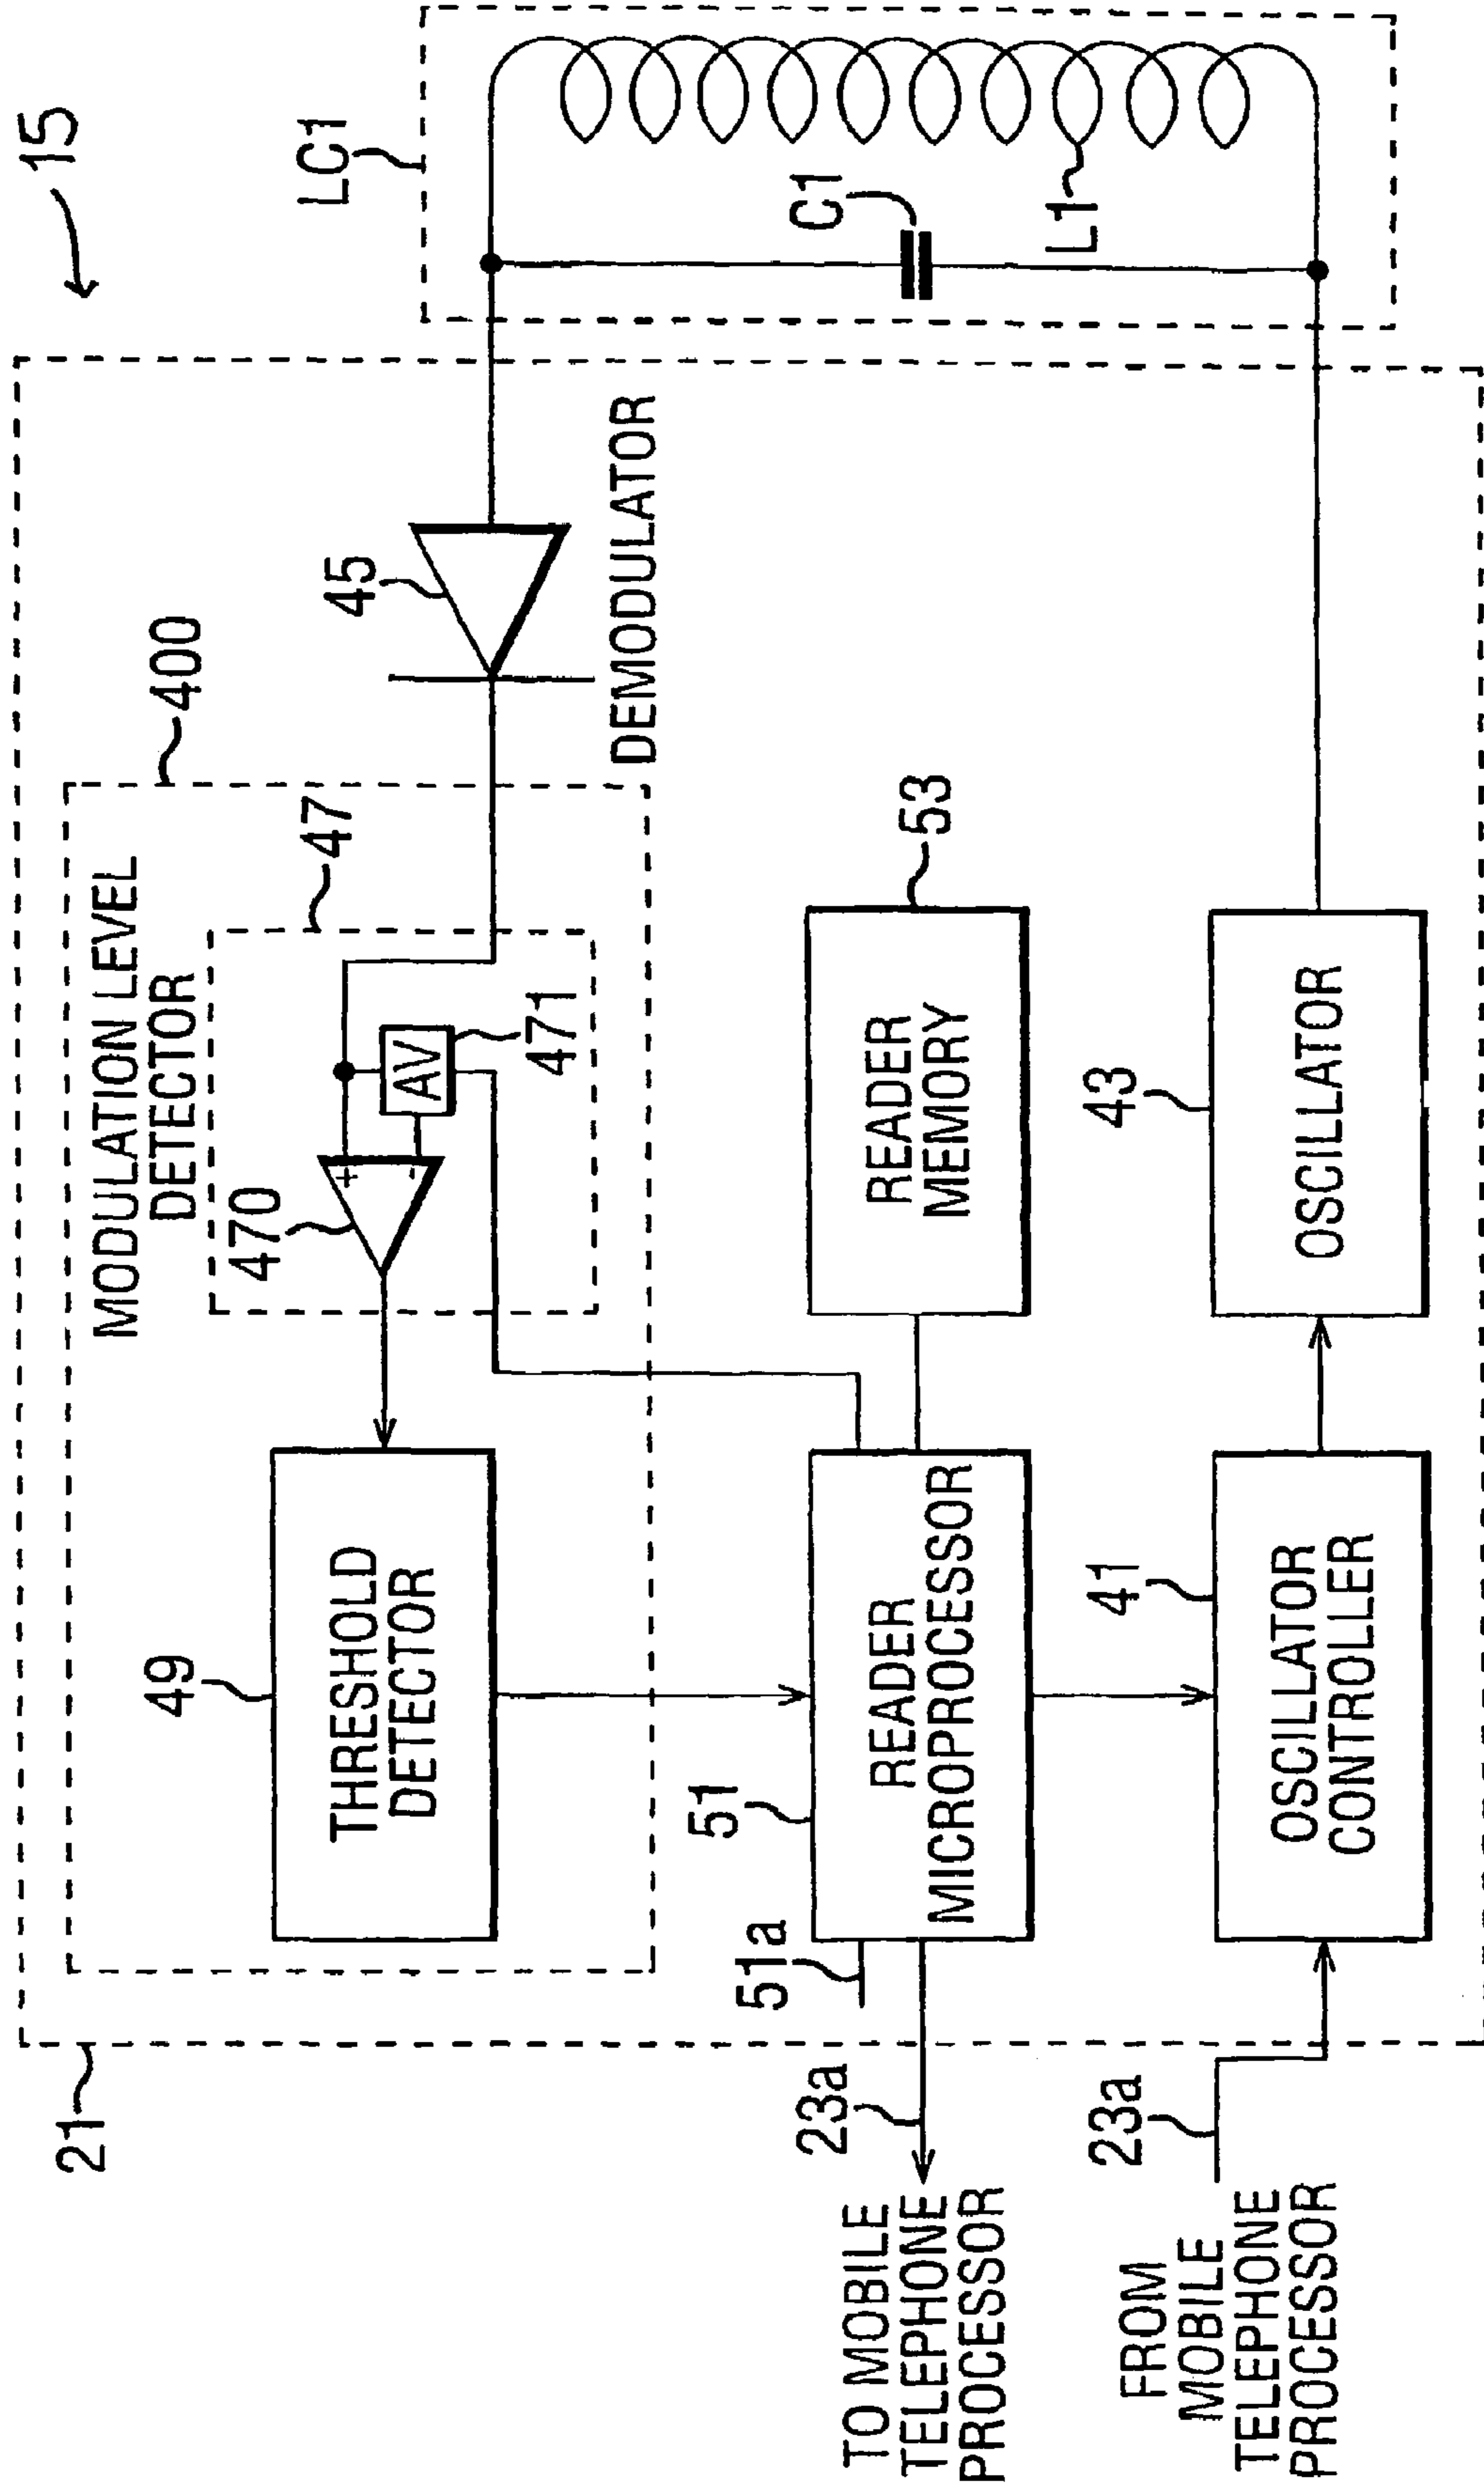 15
LC1
C1
L1
21
400
MODULATION LEVEL
DETECTOR
47
45
DEMODULATOR
470
+
-
AV
471
49
THRESHOLD
DETECTOR
51
READER
MICROPROCESSOR
51a
READER
MEMORY
53
23a
TO MOBILE
TELEPHONE
PROCESSOR
41
OSCILLATOR
CONTROLLER
43
OSCILLATOR
23a
FROM
MOBILE
TELEPHONE
PROCESSOR